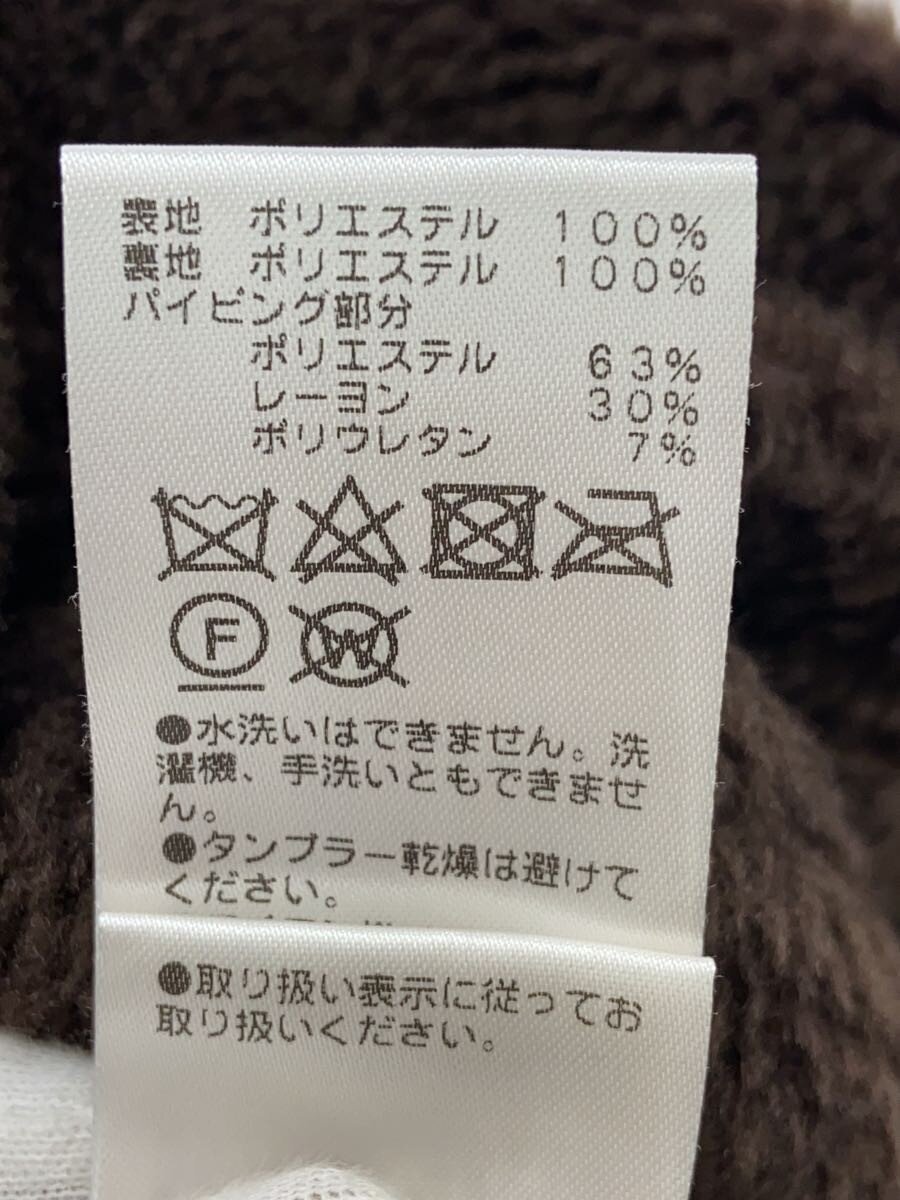 表地　ポリエステル　100%
裏地　ポリエステル　100%
パイピング部分
ポリエステル　63%
レーヨン　30%
ポリウレタン　7%
F W
●水洗いはできません。洗
濯機、手洗いともできませ
ん。
●タンブラー乾燥は避けて
ください。
●取り扱い表示に従ってお
取り扱いください。